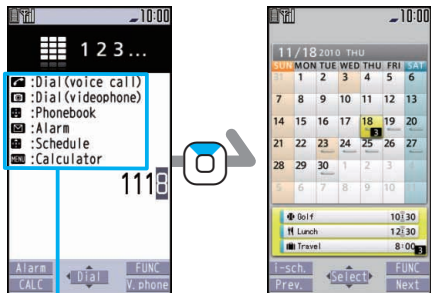 10:00
123...
:Dial(voice call)
:Dial(videophone)
:Phonebook
:Alarm
:Schedule
MENU :Calculator
1118
Alarm Dial FUNC
CALC V.phone
10:00
11/18 2010 THU
SUN MON TUE WED THU FRI SAT
31 1 2 3 4 5 6
7 8 9 10 11 12 13
14 15 16 17 18 19 20
3
21 22 23 24 25 26 27
28 29 30 1 2 3 4
5 6 7 8 9 10 11
Golf 10:30
Lunch 12:30
Travel 8:00
3
i-sch. Select FUNC
Prev. Next